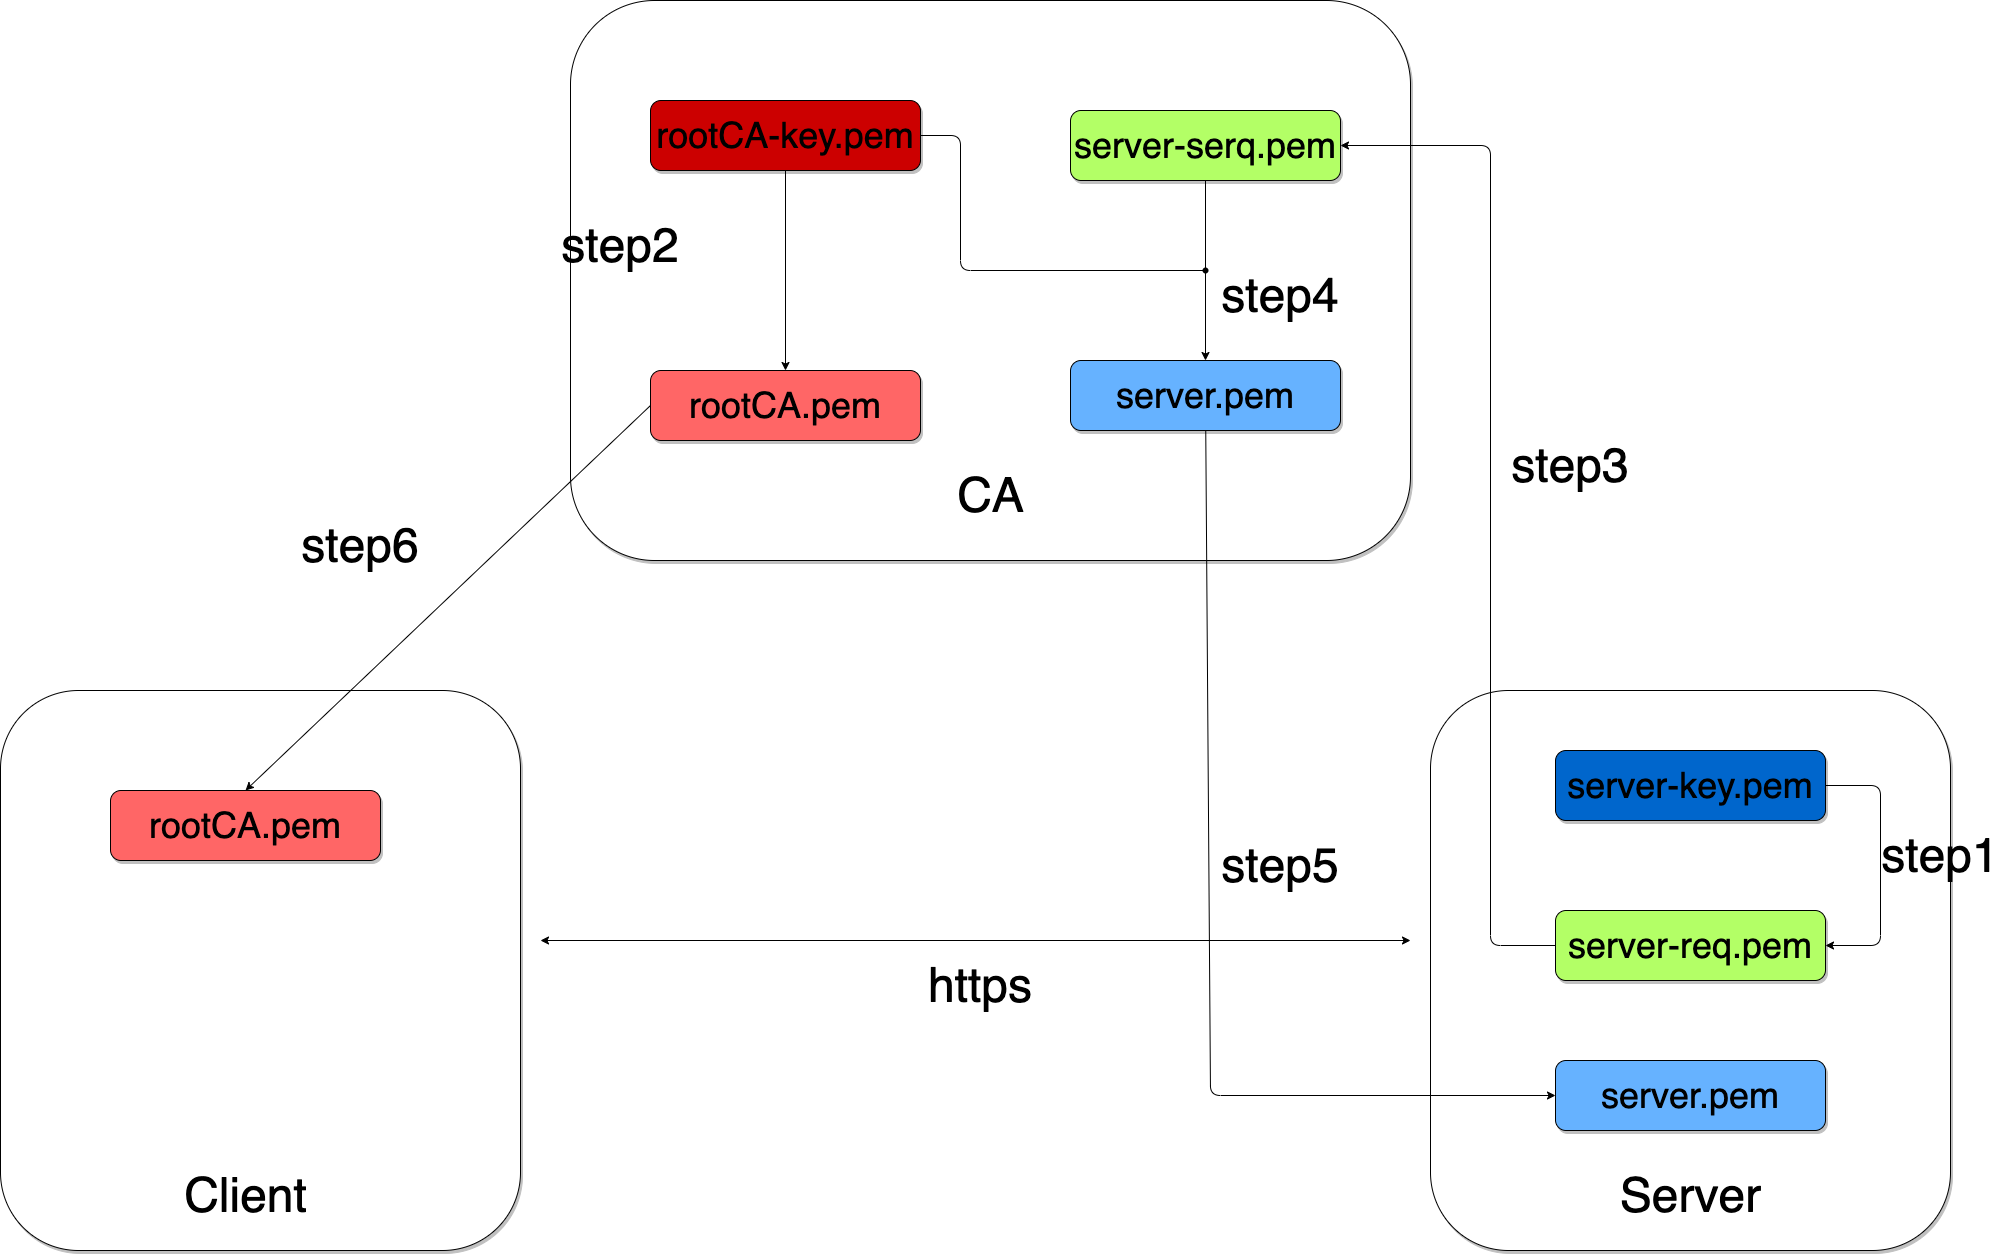 rootCA-key.pem
server-serq.pem
step2
step4
rootCA.pem
server.pem
step3
CA
step6
server-key.pem
rootCA.pem
step1
step5
server-req.pem
https
server.pem
Client
Server